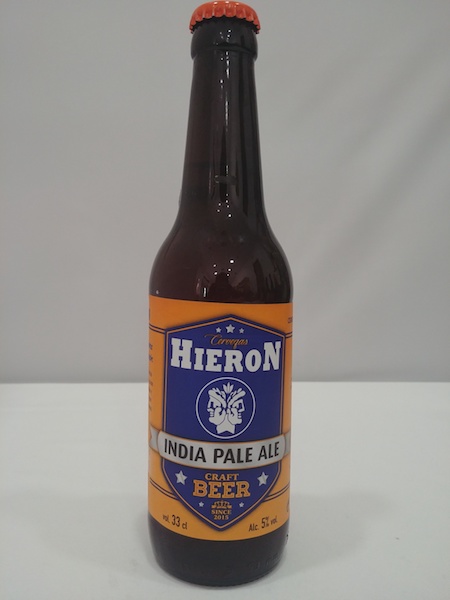 Cervezas
HIERON
INDIA PALE ALE
CRAFT
BEER
SINCE
2015
vol. 33 cl
Alc. 5% vol.